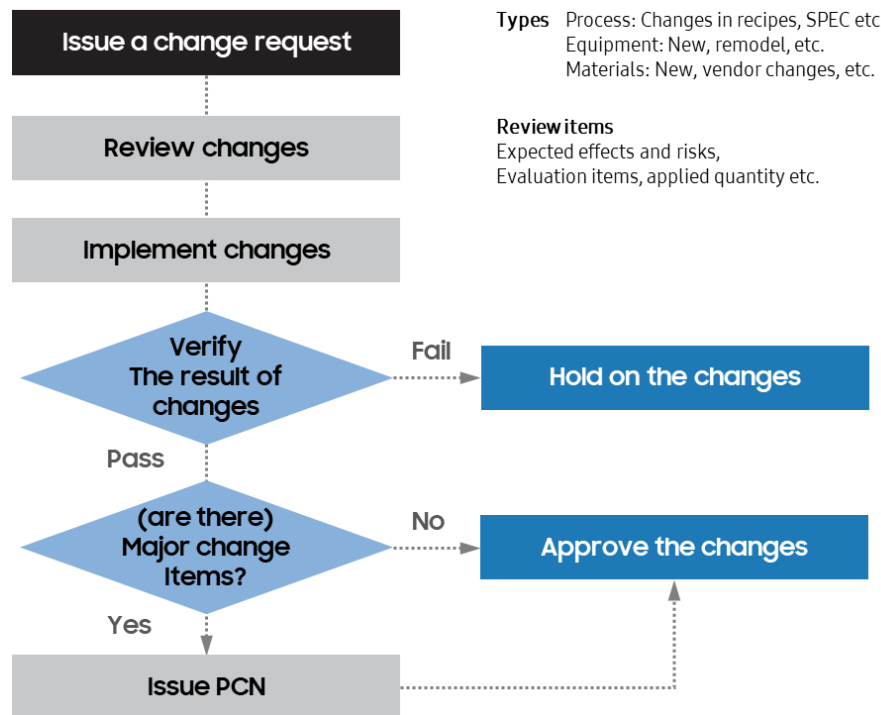 Issue a change request
Types Process: Changes in recipes, SPEC etc
Equipment: New, remodel, etc.
Materials: New, vendor changes, etc.
Review changes
Review items
Expected effects and risks,
Evaluation items, applied quantity etc.
Implement changes
Verify
The result of
changes
Fail
Hold on the changes
Pass
(are there)
Major change
Items?
No
Approve the changes
Yes
Issue PCN